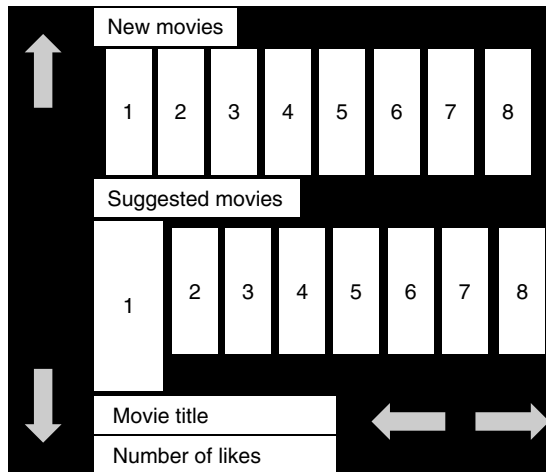 New movies
1 2 3 4 5 6 7 8
Suggested movies
1 2 3 4 5 6 7 8
Movie title
Number of likes